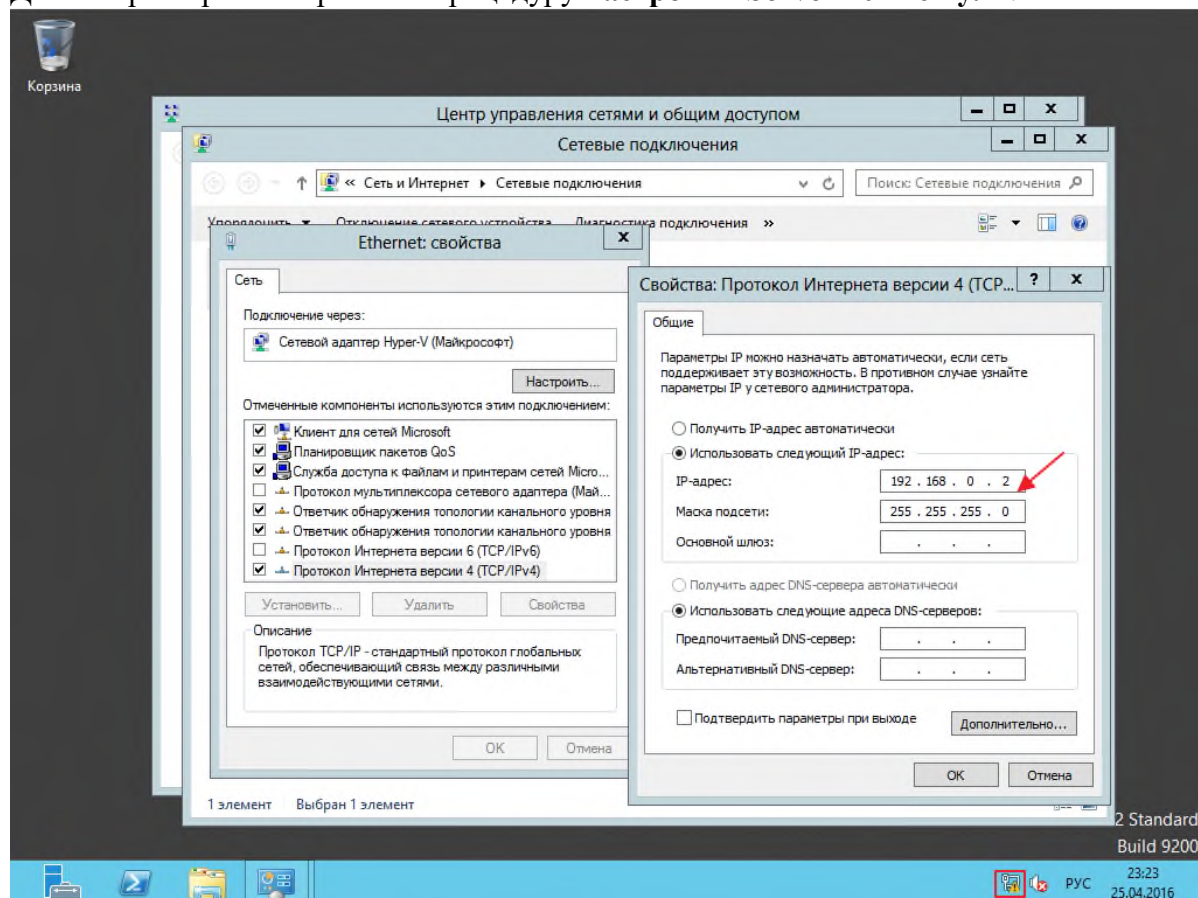 Корзина
Центр управления сетями и общим доступом
Сетевые подключения
« Сеть и Интернет Сетевые подключения
Поиск: Сетевые подключения
Упорядочить Отключение сетевого устройства Диагностика подключения »
Ethernet: свойства
Сеть
Подключение через:
Сетевой адаптер Hyper-V (Майкрософт)
Настроить...
Отмеченные компоненты используются этим подключением:
Клиент для сетей Microsoft
Планировщик пакетов QoS
Служба доступа к файлам и принтерам сетей Micro...
Протокол мультиплексора сетевого адаптера (Май...
Ответчик обнаружения топологии канального уровня
Ответчик обнаружения топологии канального уровня
Протокол Интернета версии 6 (TCP/IPv6)
Протокол Интернета версии 4 (TCP/IPv4)
Установить... Удалить Свойства
Описание
Протокол TCP/IP - стандартный протокол глобальных
сетей, обеспечивающий связь между различными
взаимодействующими сетями.
OK Отмена
Свойства: Протокол Интернета версии 4 (TCP...
Общие
Параметры IP можно назначать автоматически, если сеть
поддерживает эту возможность. В противном случае узнайте
параметры IP у сетевого администратора.
Получить IP-адрес автоматически
Использовать следующий IP-адрес:
IP-адрес: 192 . 168 . 0 . 2
Маска подсети: 255 . 255 . 255 . 0
Основной шлюз: . . .
Получить адрес DNS-сервера автоматически
Использовать следующие адреса DNS-серверов:
Предпочитаемый DNS-сервер: . . .
Альтернативный DNS-сервер: . . .
Подтвердить параметры при выходе
Дополнительно...
OK Отмена
1 элемент Выбран 1 элемент
2 Standard
Build 9200
РУС
23:23
25.04.2016